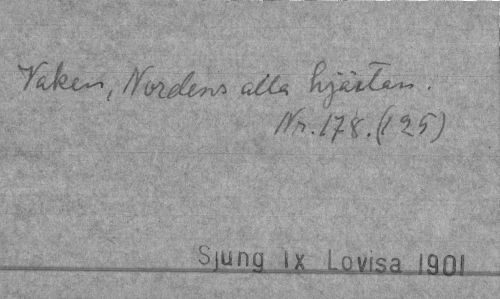 Vaken, Nordens alla hjärtan.
Nr. 178. (125)
Sjung Ix Lovisa 1901